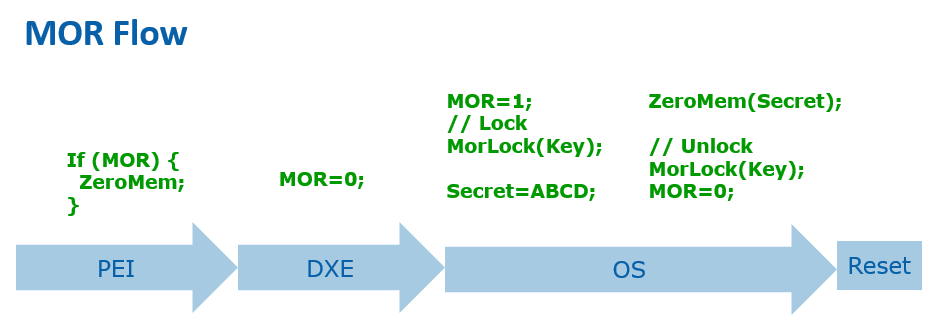 MOR Flow
If (MOR) {
ZeroMem;
}
MOR=0;
MOR=1;
// Lock
MorLock(Key);
Secret=ABCD;
ZeroMem(Secret);
// Unlock
MorLock(Key);
MOR=0;
PEI
DXE
OS
Reset